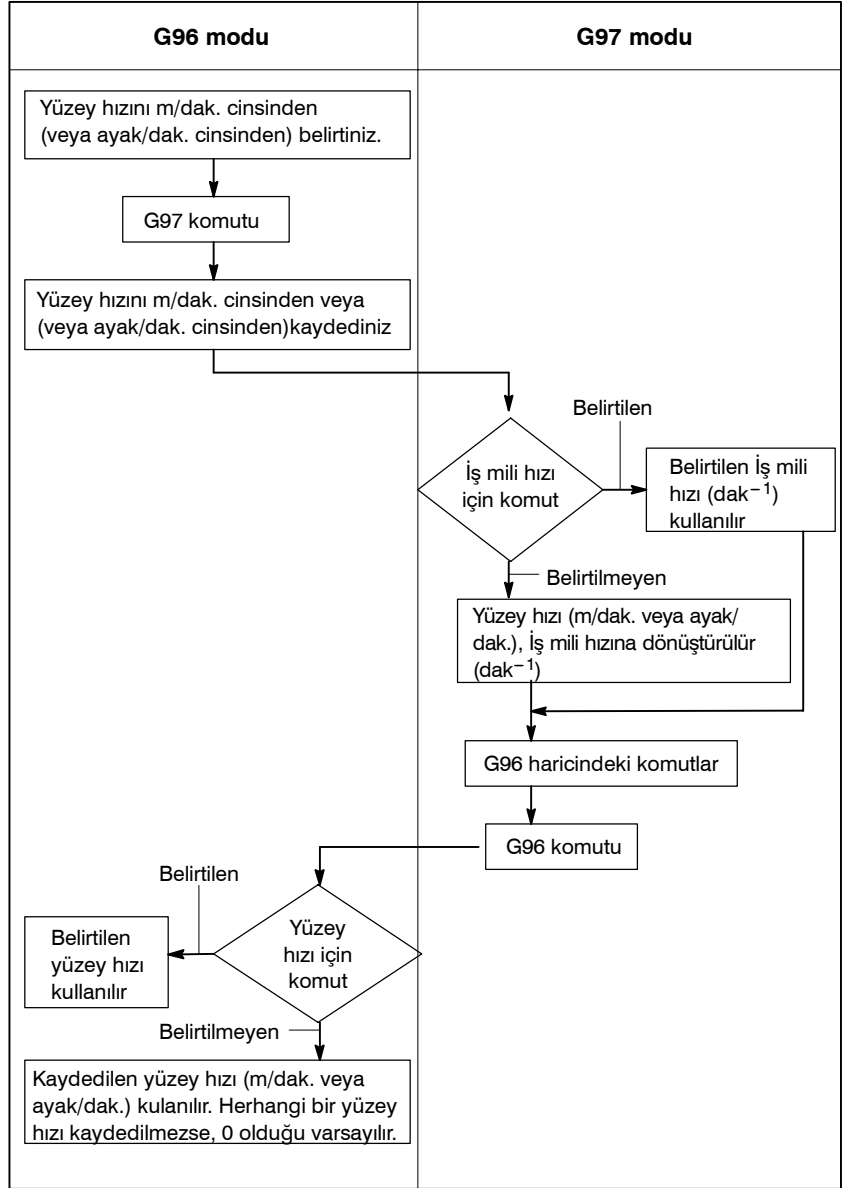 G96 modu
G97 modu
Yüzey hızını m/dak. cinsinden
(veya ayak/dak. cinsinden) belirtiniz.
G97 komutu
Yüzey hızını m/dak. cinsinden veya
(veya ayak/dak. cinsinden)kaydediniz
Belirtilen
İş mili hızı
için komut
Belirtilen İş mili
hızı (dak⁻¹)
kullanılır
Belirtilmeyen
Yüzey hızı (m/dak. veya ayak/
dak.), İş mili hızına dönüştürülür
(dak⁻¹)
G96 haricindeki komutlar
G96 komutu
Belirtilen
Yüzey
hızı için
komut
Belirtilen
yüzey hızı
kullanılır
Belirtilmeyen
Kaydedilen yüzey hızı (m/dak. veya
ayak/dak.) kulanılır. Herhangi bir yüzey
hızı kaydedilmezse, 0 olduğu varsayılır.